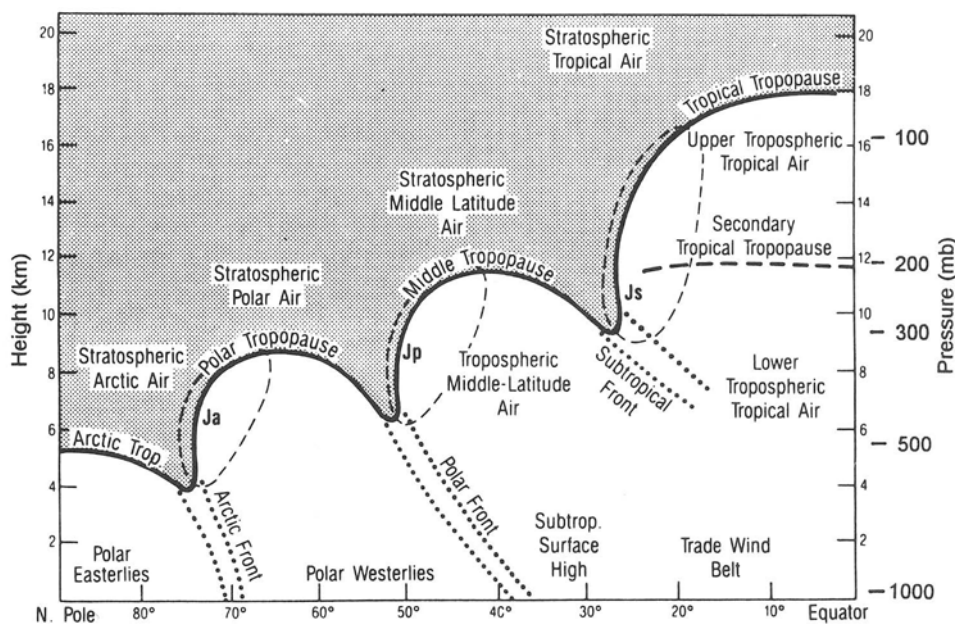 20
18
16
14
12
10
8
6
4
2
Height (km)
Stratospheric
Tropical Air
Tropical Tropopause
Upper Tropospheric
Tropical Air
Stratospheric
Middle Latitude
Air
Secondary
Tropical Tropopause
Stratospheric
Polar Air
Middle Tropopause
Js
Stratospheric
Arctic Air
Polar Tropopause
Jp
Tropospheric
Middle-Latitude
Air
Subtropical
Front
Lower
Tropospheric
Tropical Air
Ja
Arctic Trop.
Arctic Front
Polar Front
Polar
Easterlies
Polar Westerlies
Subtrop.
Surface
High
Trade Wind
Belt
N. Pole 80° 70° 60° 50° 40° 30° 20° 10° Equator
20
18
16
14
12
10
8
6
4
2
100
200
300
500
1000
Pressure (mb)